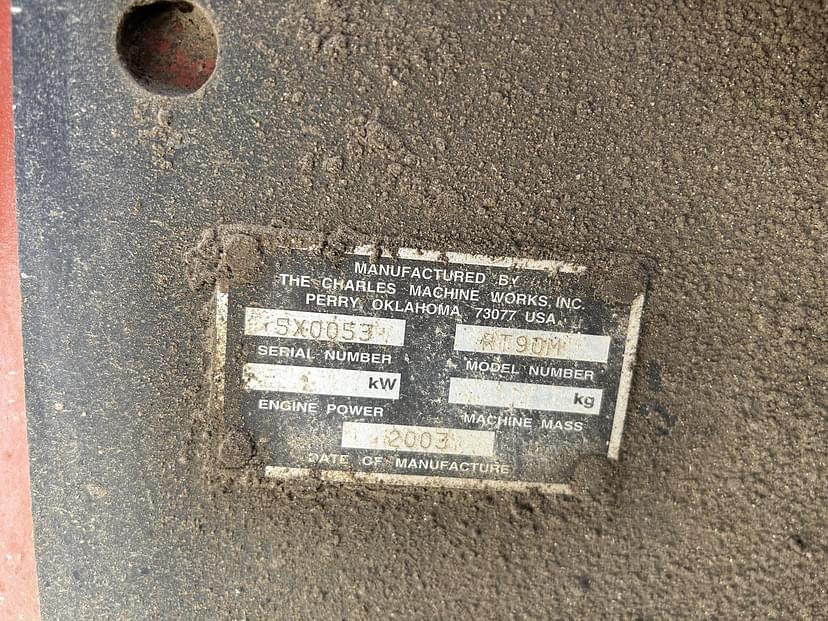 MANUFACTURED BY
THE CHARLES MACHINE WORKS, INC.
PERRY, OKLAHOMA 73077 USA
5X0053 RT90M
SERIAL NUMBER MODEL NUMBER
kW kg
ENGINE POWER MACHINE MASS
2003
DATE OF MANUFACTURE